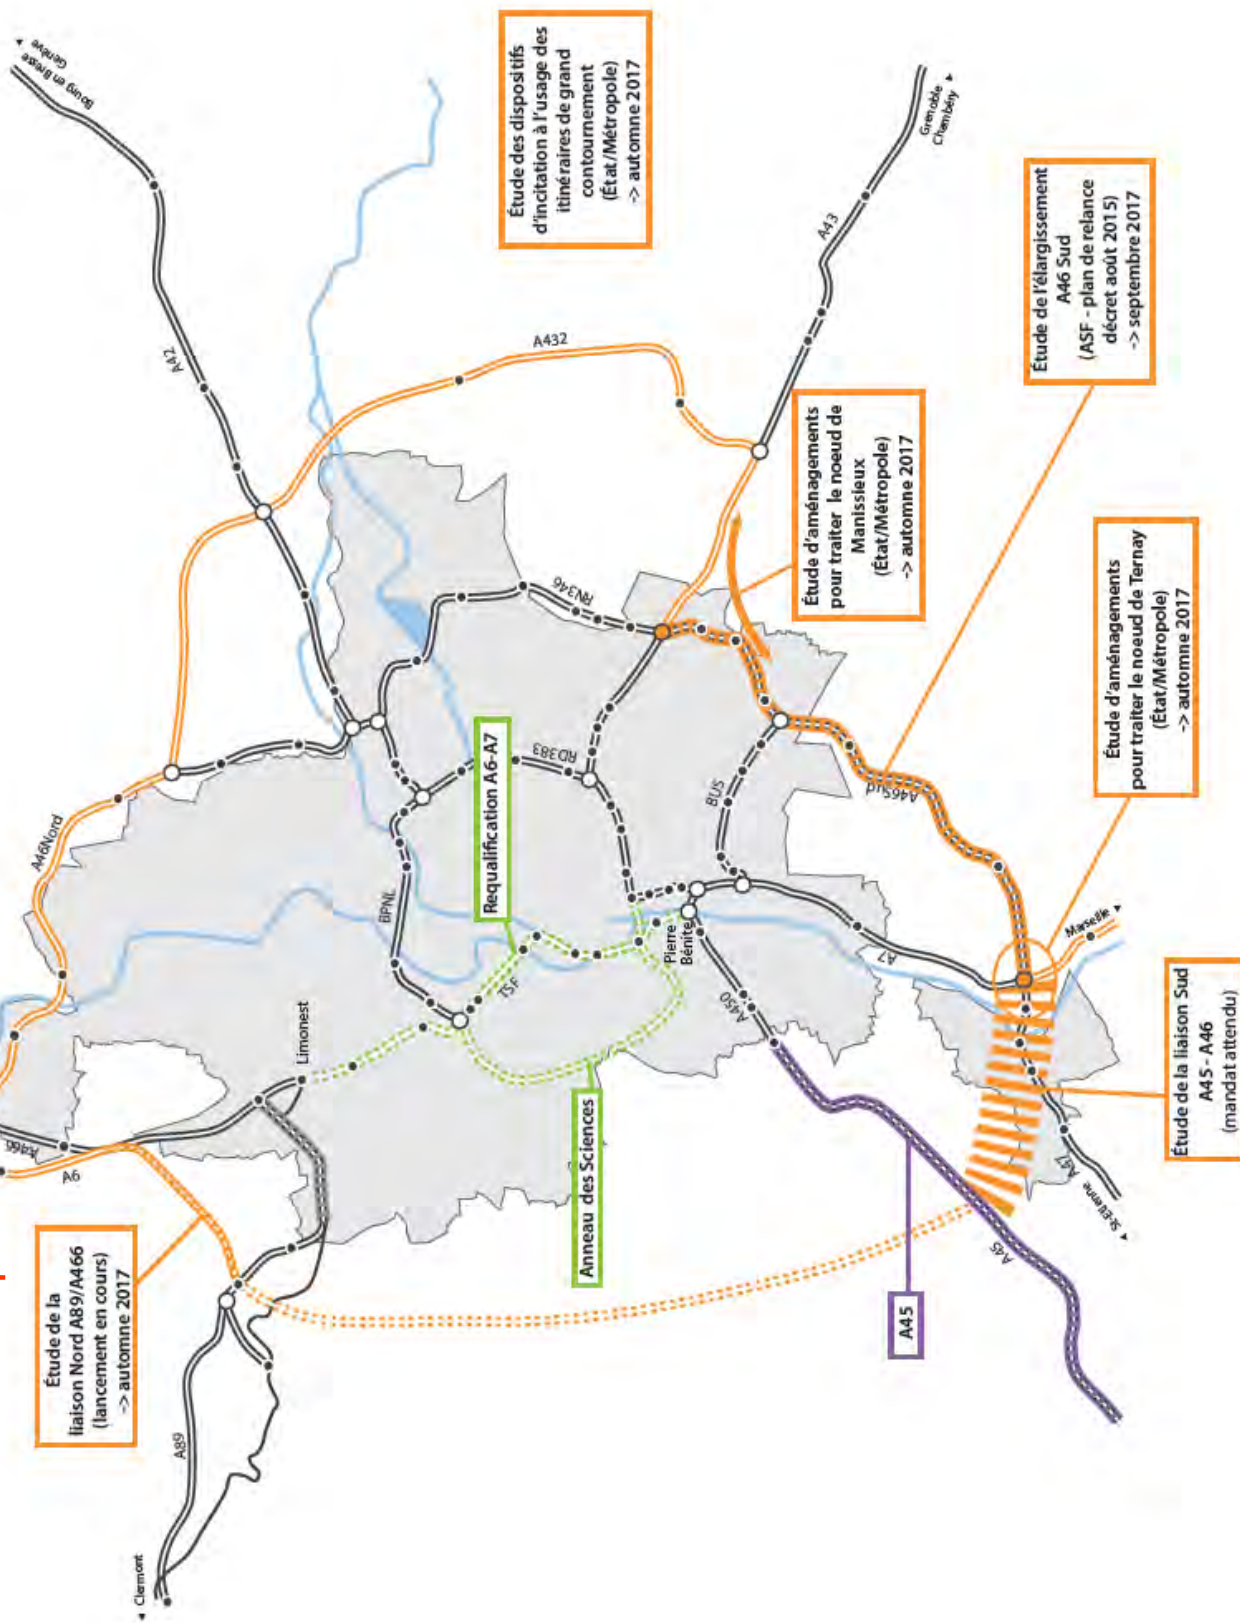 Bourg en Bresse
Genève
Étude des dispositifs
d'incitation à l'usage des
itinéraires de grand
contournement
(État/Métropole)
-> automne 2017
A42
A432
A46Nord
Grenoble
Chambéry
A43
Étude de l'élargissement
A46 Sud
(ASF - plan de relance
décret août 2015)
-> septembre 2017
Étude d'aménagements
pour traiter le noeud de
Manissieux
(État/Métropole)
-> automne 2017
RN346
RD383
Requalification A6-A7
BPNL
TSF
BUS
A46Sud
Étude d'aménagements
pour traiter le noeud de Ternay
(État/Métropole)
-> automne 2017
Pierre
Bénite
A7
Marseille
A450
Limonest
A466
A6
Anneau des Sciences
Étude de la liaison Sud
A45 - A46
(mandat attendu)
A47
St-Etienne
A45
A45
Étude de la
liaison Nord A89/A466
(lancement en cours)
-> automne 2017
A89
Clermont